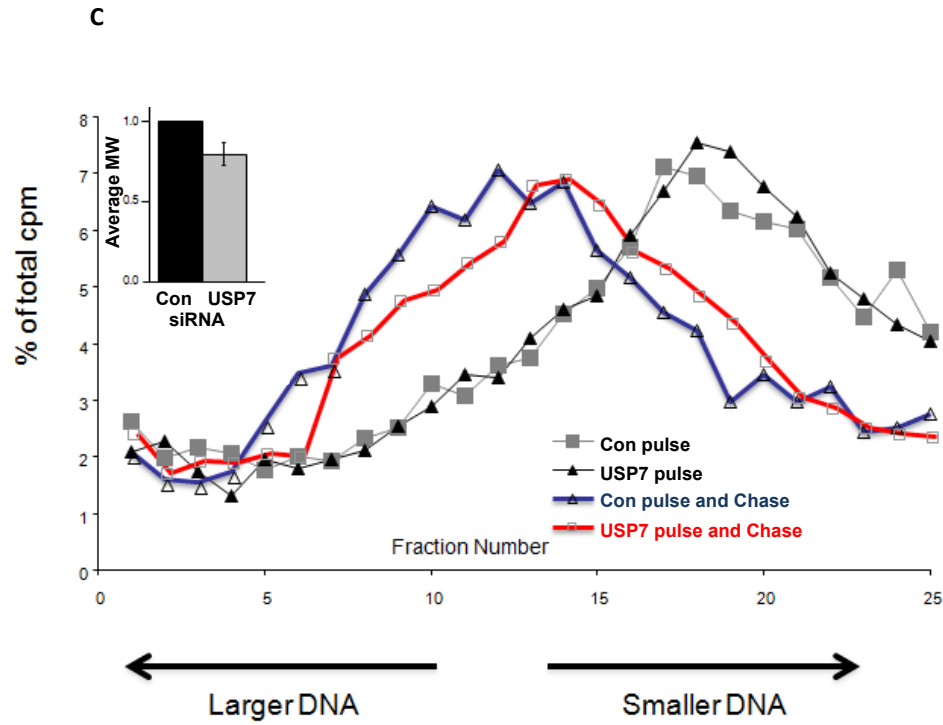 C
8
7
6
5
4
3
2
1
0
% of total cpm
1.0
0.5
0.0
Average MW
Con USP7
siRNA
Con pulse
USP7 pulse
Con pulse and Chase
USP7 pulse and Chase
Fraction Number
0 5 10 15 20 25
Larger DNA Smaller DNA